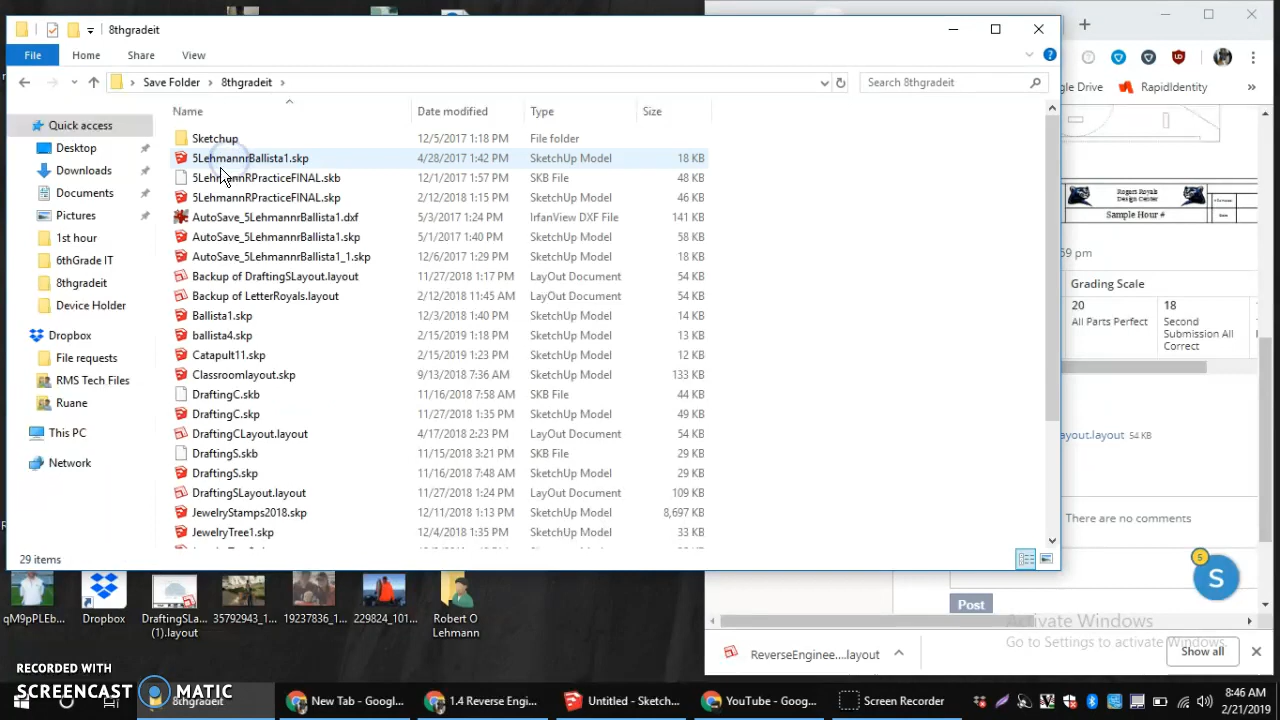 8thgradeit
File Home Share View
Save Folder 8thgradeit Search 8thgradeit
Name Date modified Type Size
Quick access
Desktop
Downloads
Documents
Pictures
1st hour
6thGrade IT
8thgradeit
Device Holder
Dropbox
File requests
RMS Tech Files
Ruane
This PC
Network
Sketchup 12/5/2017 1:18 PM File folder
5LehmannrBallista1.skp 4/28/2017 1:42 PM SketchUp Model 18 KB
5LehmannRPracticeFINAL.skb 12/1/2017 1:57 PM SKB File 48 KB
5LehmannRPracticeFINAL.skp 2/12/2018 1:15 PM SketchUp Model 46 KB
AutoSave_5LehmannrBallista1.dxf 5/3/2017 1:24 PM IrfanView DXF File 141 KB
AutoSave_5LehmannrBallista1.skp 5/1/2017 1:40 PM SketchUp Model 58 KB
AutoSave_5LehmannrBallista1_1.skp 12/6/2017 1:29 PM SketchUp Model 18 KB
Backup of DraftingSLayout.layout 11/27/2018 1:17 PM LayOut Document 54 KB
Backup of LetterRoyals.layout 2/12/2018 11:45 AM LayOut Document 54 KB
Ballista1.skp 12/3/2018 1:40 PM SketchUp Model 14 KB
ballista4.skp 2/15/2019 1:18 PM SketchUp Model 13 KB
Catapult11.skp 2/15/2019 1:23 PM SketchUp Model 12 KB
Classroomlayout.skp 9/13/2018 7:36 AM SketchUp Model 133 KB
DraftingC.skb 11/16/2018 7:58 AM SKB File 44 KB
DraftingC.skp 11/27/2018 1:35 PM SketchUp Model 49 KB
DraftingCLayout.layout 4/17/2018 2:23 PM LayOut Document 54 KB
DraftingS.skb 11/15/2018 3:21 PM SKB File 29 KB
DraftingS.skp 11/16/2018 7:48 AM SketchUp Model 29 KB
DraftingSLayout.layout 11/27/2018 1:24 PM LayOut Document 109 KB
JewelryStamps2018.skp 12/11/2018 1:13 PM SketchUp Model 8,697 KB
JewelryTree1.skp 12/4/2018 1:35 PM SketchUp Model 33 KB
29 items
gle Drive RapidIdentity »
Rogers Royals
Design Center
Sample Hour #
59 pm
Grading Scale
20 18
All Parts Perfect Second
Submission All
Correct
ayout.layout 54 KB
There are no comments
5
S
Post
Activate Windows
Go to Settings to activate Windows.
ReverseEnginee....layout Show all
qM9pPLEb... Dropbox DraftingSLa...
(1).layout 35792943_1... 19237836_1... 229824_101... Robert O
Lehmann
RECORDED WITH
SCREENCAST MATIC
8thgradeit New Tab - Googl... 1.4 Reverse Engi... Untitled - Sketch... YouTube - Googl... Screen Recorder 8:46 AM
2/21/2019